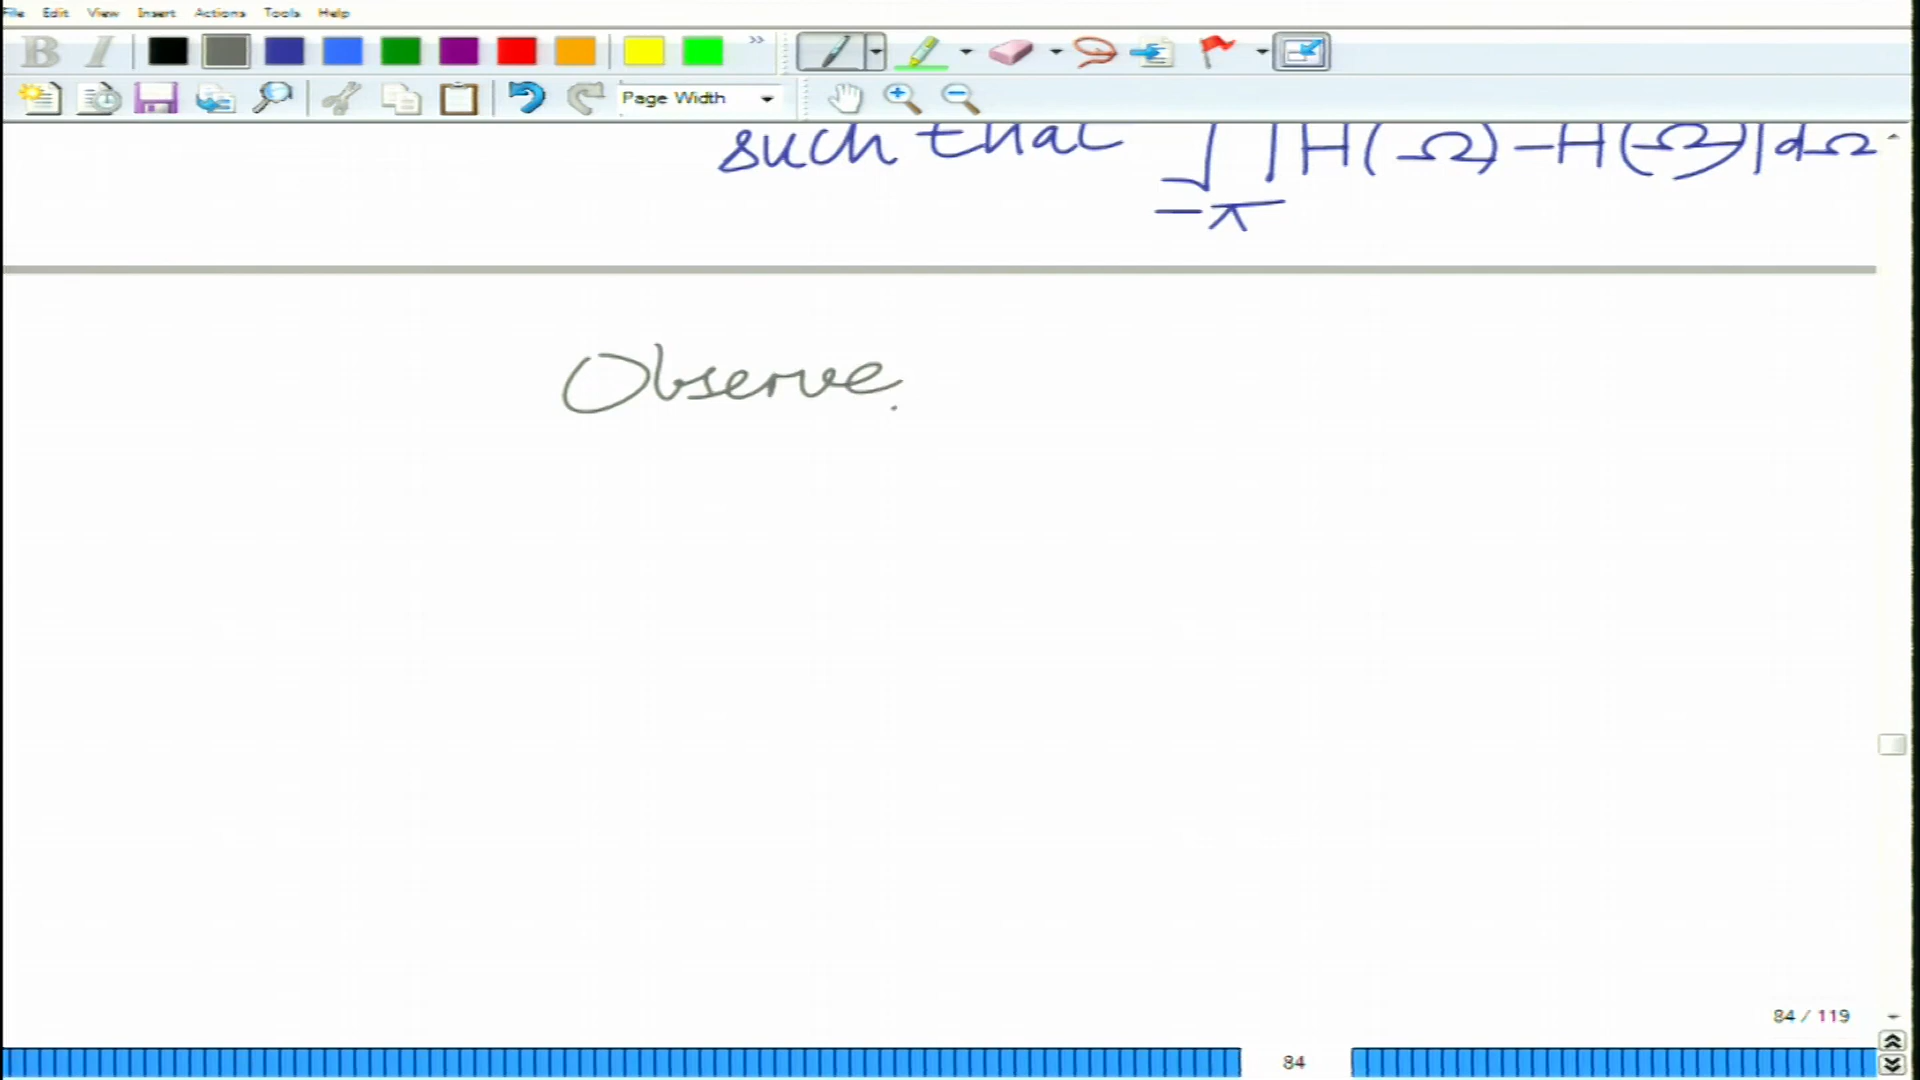 File Edit View Insert Actions Tools Help
B I
Page Width
such that ∫ |H(Ω)-H(Ω)|dΩ
-π
Observe.
84 / 119
84